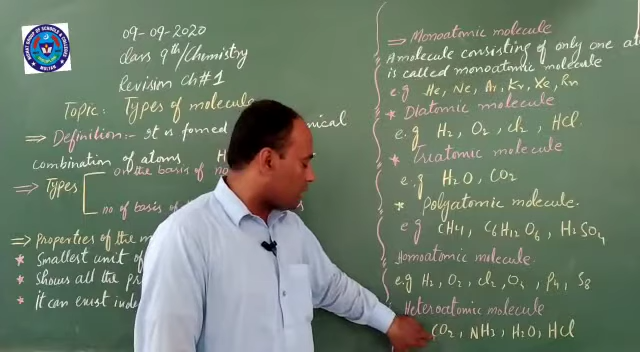 09-09-2020
class 9th/Chemistry
Revision ch#1
Topic: Types of molecule
⇒ Definition:- It is formed
combination of atoms
⇒ Types
on the basis of
no of basis of
⇒ Properties of the
* Smallest unit of
* Shows all the
* It can exist
⇒ Monoatomic molecule
A molecule consisting of only one
is called monoatomic molecule
e.g He, Ne, Ar, Kr, Xe, Rn
* Diatomic molecule
e.g H2, O2, cl2, HCl.
* Triatomic molecule
e.g H2O, CO2
* Polyatomic molecule.
eg CH4, C6H12O6, H2SO4
Homoatomic molecule.
e.g H2, O2, cl2, O4, P4, S8
Heteroatomic molecule
CO2, NH3, H2O, HCl